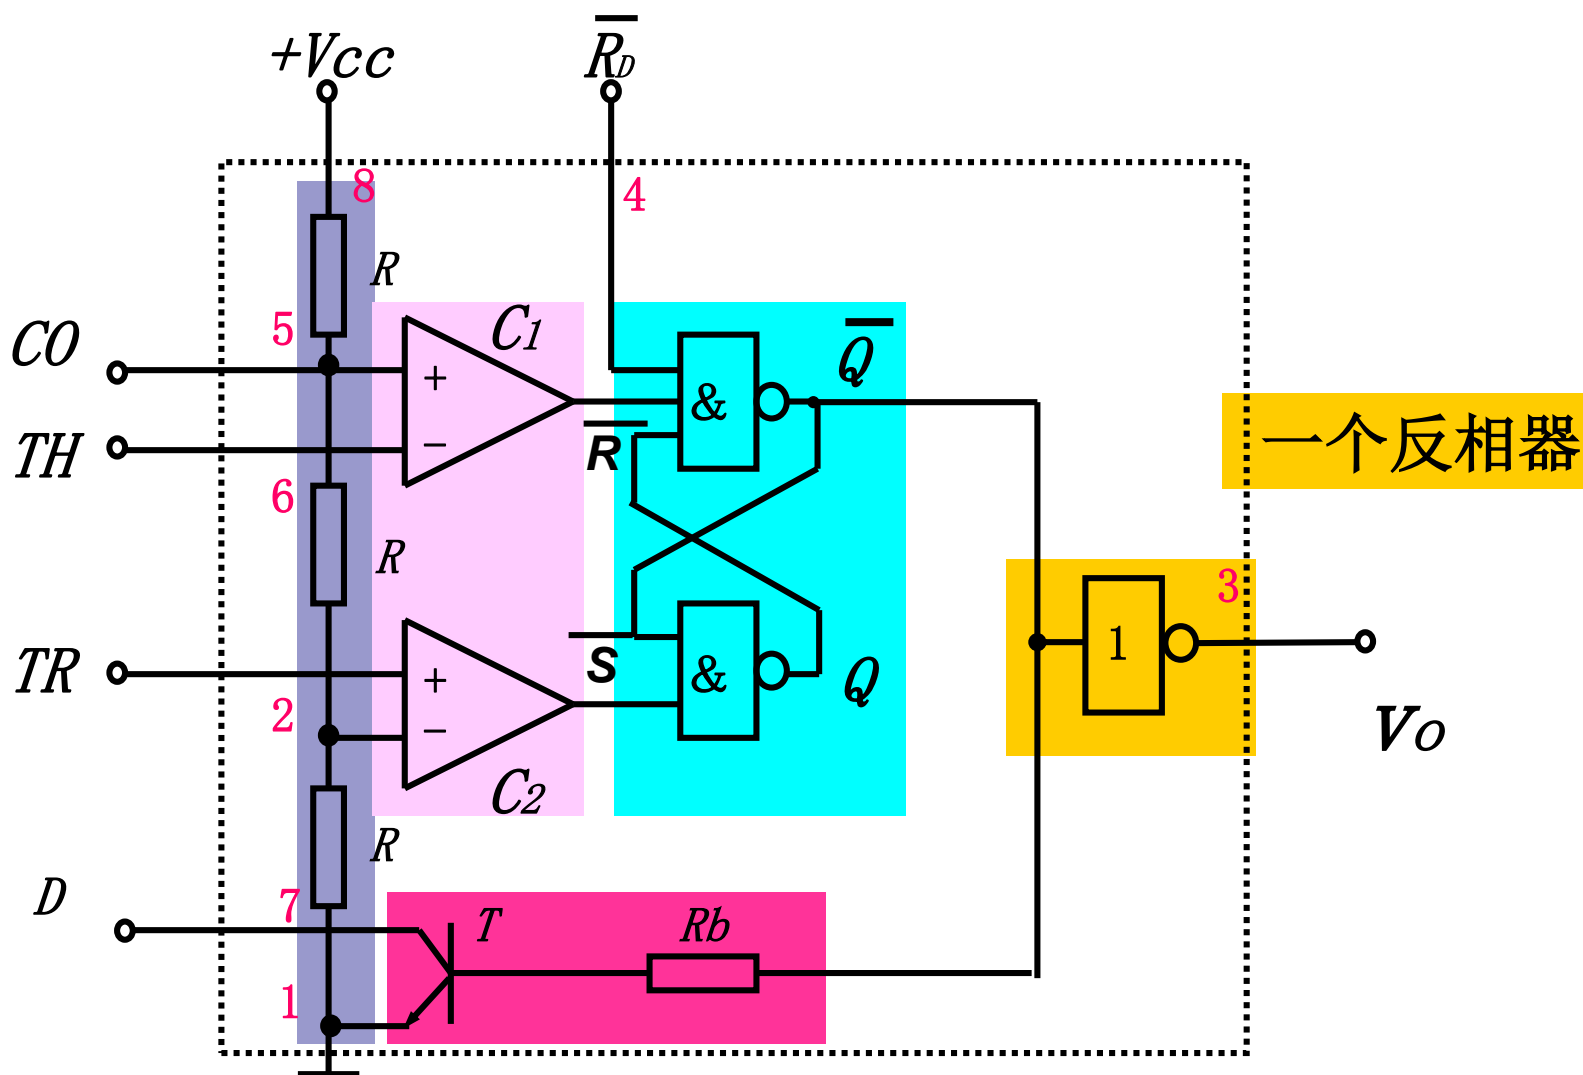 +Vcc
R̅D
8
4
R
5
CO
C1
+
−
&
Q̅
TH
R̅
一个反相器
6
R
3
1
TR
S̅
+
−
&
Q
2
Vo
C2
R
7
D
T
Rb
1